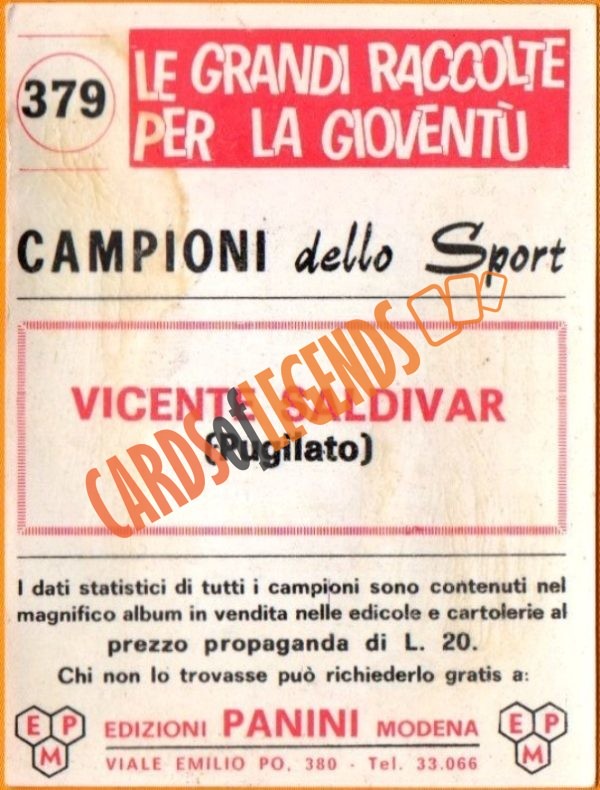 379
LE GRANDI RACCOLTE
PER LA GIOVENTÙ
CAMPIONI dello Sport
VICENTE SALDIVAR
(Pugilato)
CARDS of LEGENDS
I dati statistici di tutti i campioni sono contenuti nel
magnifico album in vendita nelle edicole e cartolerie al
prezzo propaganda di L. 20.
Chi non lo trovasse può richiederlo gratis a:
E P M
EDIZIONI PANINI MODENA
VIALE EMILIO PO, 380 - Tel. 33.066
E P M